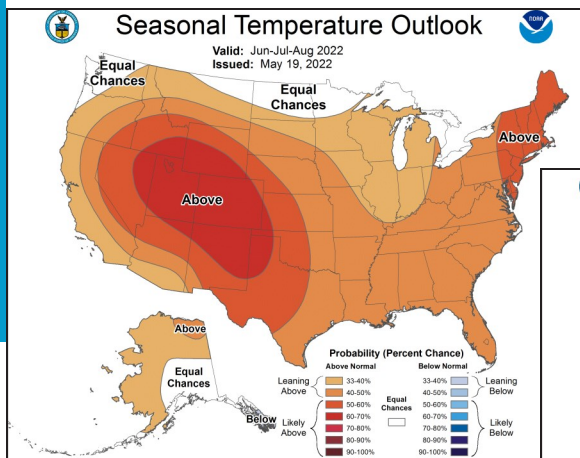 Seasonal Temperature Outlook
NOAA
Valid: Jun-Jul-Aug 2022
Issued: May 19, 2022
Equal
Chances
Equal
Chances
Above
Above
Above
Equal
Chances
Below
Probability (Percent Chance)
Above Normal
Below Normal
Leaning
Above
33-40%
40-50%
Likely
Above
50-60%
60-70%
70-80%
80-90%
90-100%
Equal
Chances
33-40%
40-50%
Leaning
Below
50-60%
60-70%
70-80%
80-90%
90-100%
Likely
Below